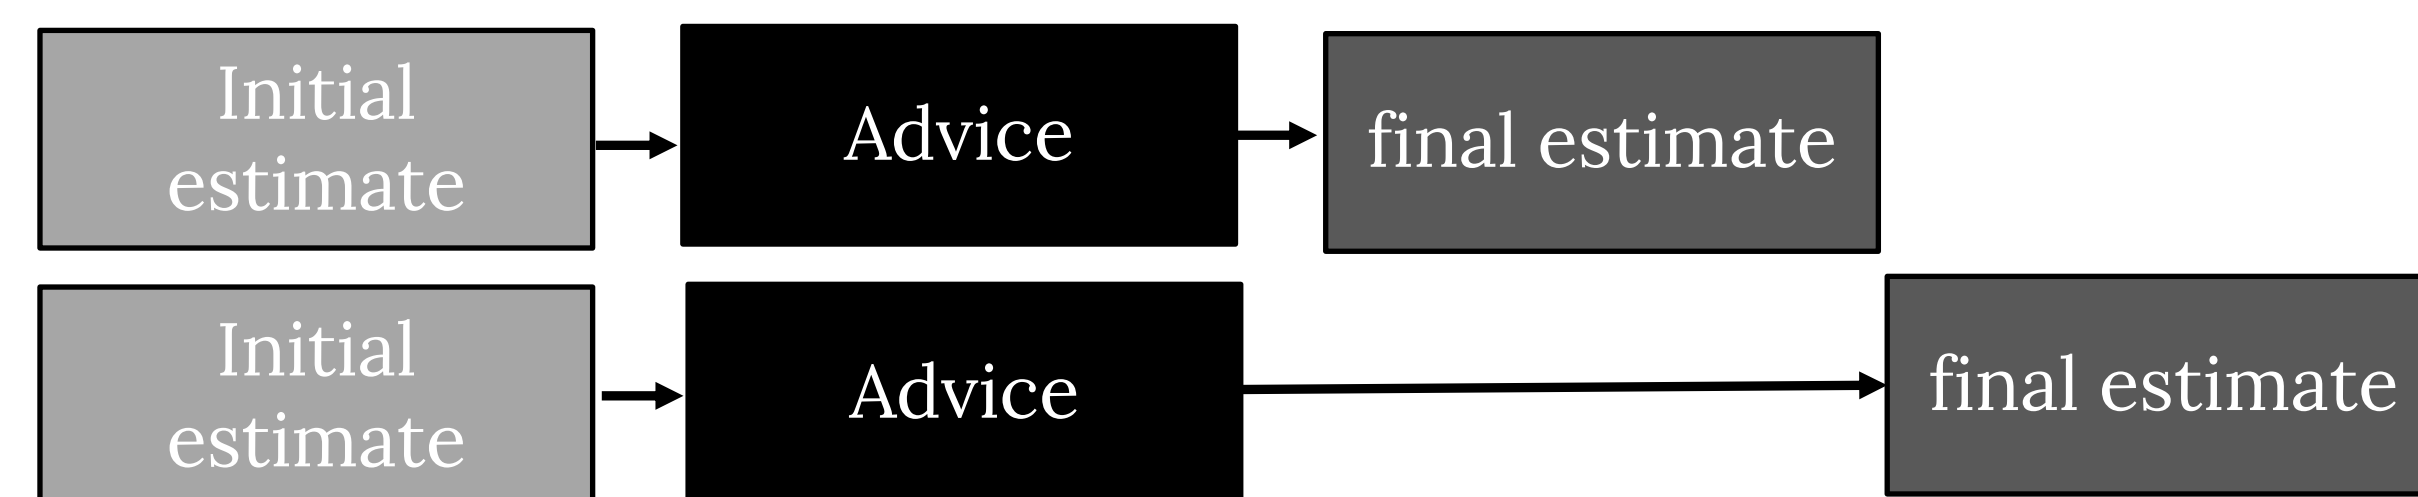 Initial
estimate
Advice
final estimate
Initial
estimate
Advice
final estimate